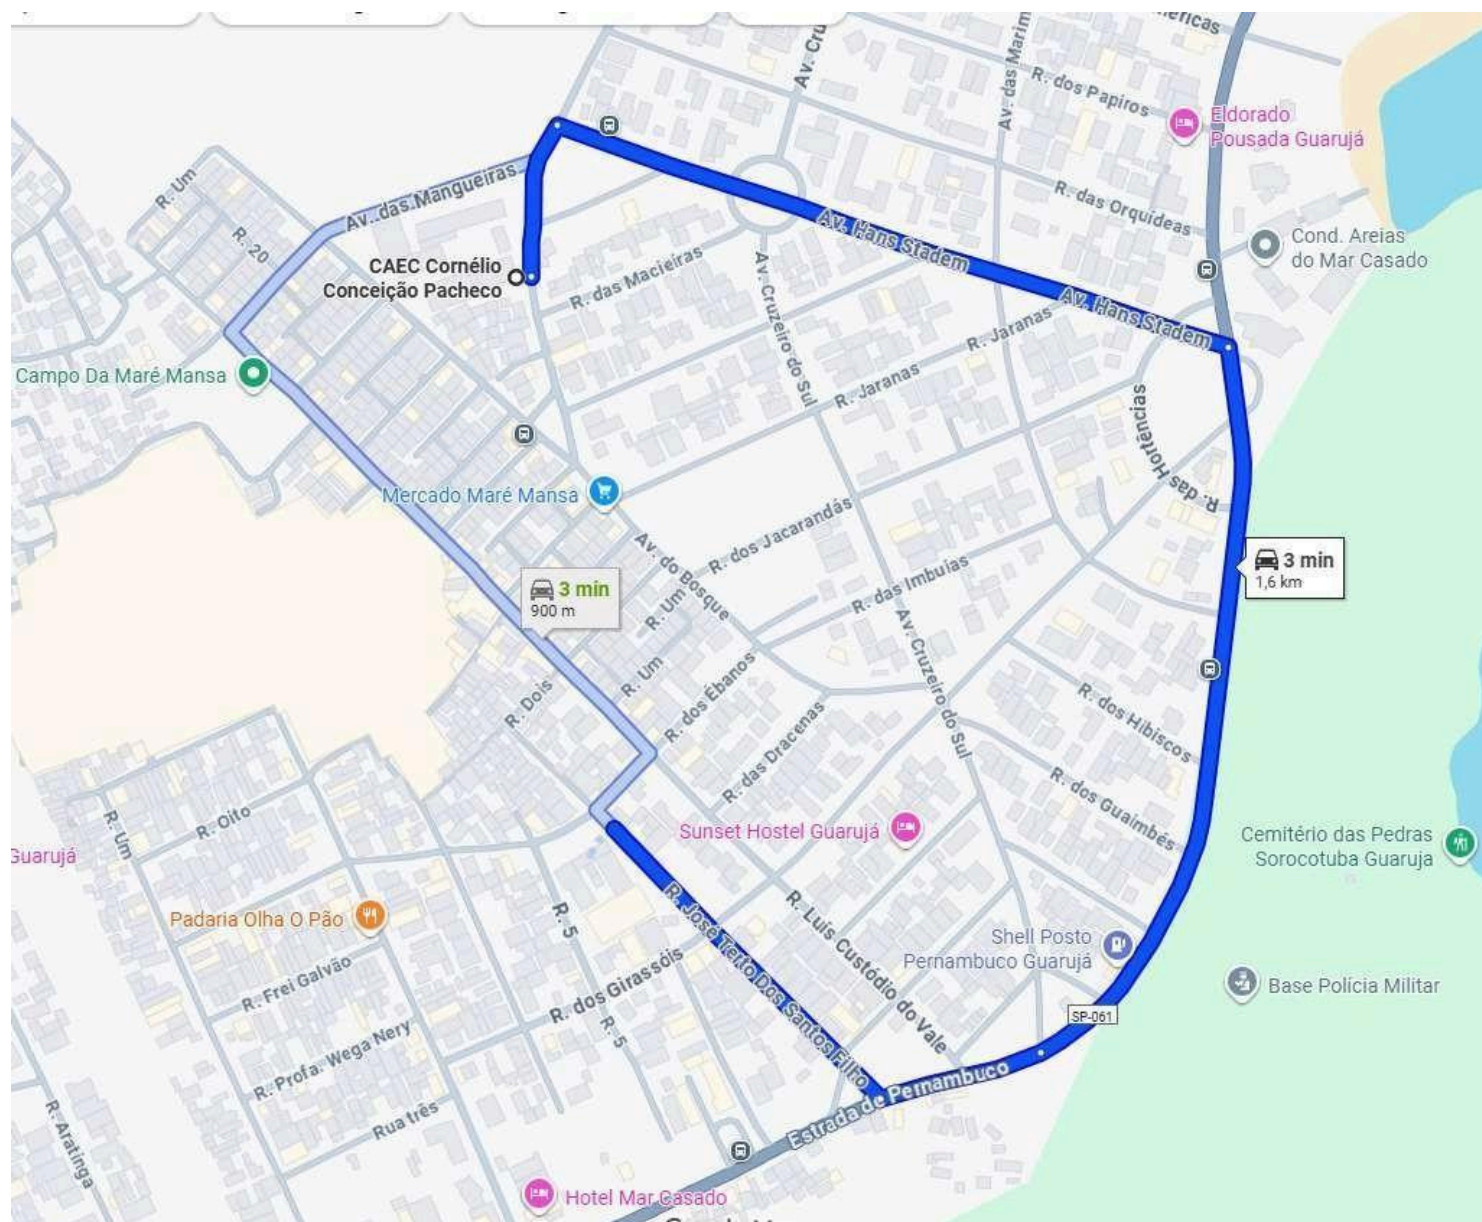 R. dos Papiros
Av. Cru
Av. das Marim
Eldorado
Pousada Guarujá
R. Um
Av. das Mangueiras
R. das Orquídeas
R. 20
Av. Hans Stadem
Cond. Areias
do Mar Casado
CAEC Cornélio
Conceição Pacheco
R. das Macieiras
Av. Cruzeiro do Sul
Av. Hans Stadem
R. Jaranas
R. Jaranas
Campo Da Maré Mansa
R. das Hortências
Mercado Maré Mansa
R. dos Jacarandás
Av. do Bosque
3 min
1,6 km
3 min
900 m
R. Um
R. das Imbuias
Av. Cruzeiro do Sul
R. Um
R. dos Ébanos
R. Dois
R. dos Hibiscos
R. das Dracenas
R. dos Guaimbés
R. Um
R. Oito
Sunset Hostel Guarujá
Cemitério das Pedras
Sorocotuba Guaruja
Guarujá
Padaria Olha O Pão
R. 5
R. José Terto Dos Santos Filho
R. Luís Custódio do Vale
Shell Posto
Pernambuco Guarujá
R. Frei Galvão
R. dos Girassóis
Base Polícia Militar
SP-061
R. 5
R. Profa. Wega Nery
Estrada de Pernambuco
Rua três
R. Aratinga
Hotel Mar Casado